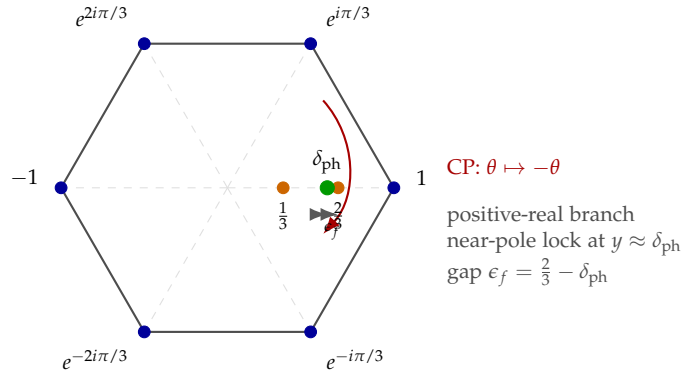 e^{2iπ/3}
e^{iπ/3}
δ_ph
−1
1
1/3
2/3
ϵ_f
CP: θ ↦ −θ
positive-real branch
near-pole lock at y ≈ δ_ph
gap ϵ_f = 2/3 − δ_ph
e^{−2iπ/3}
e^{−iπ/3}